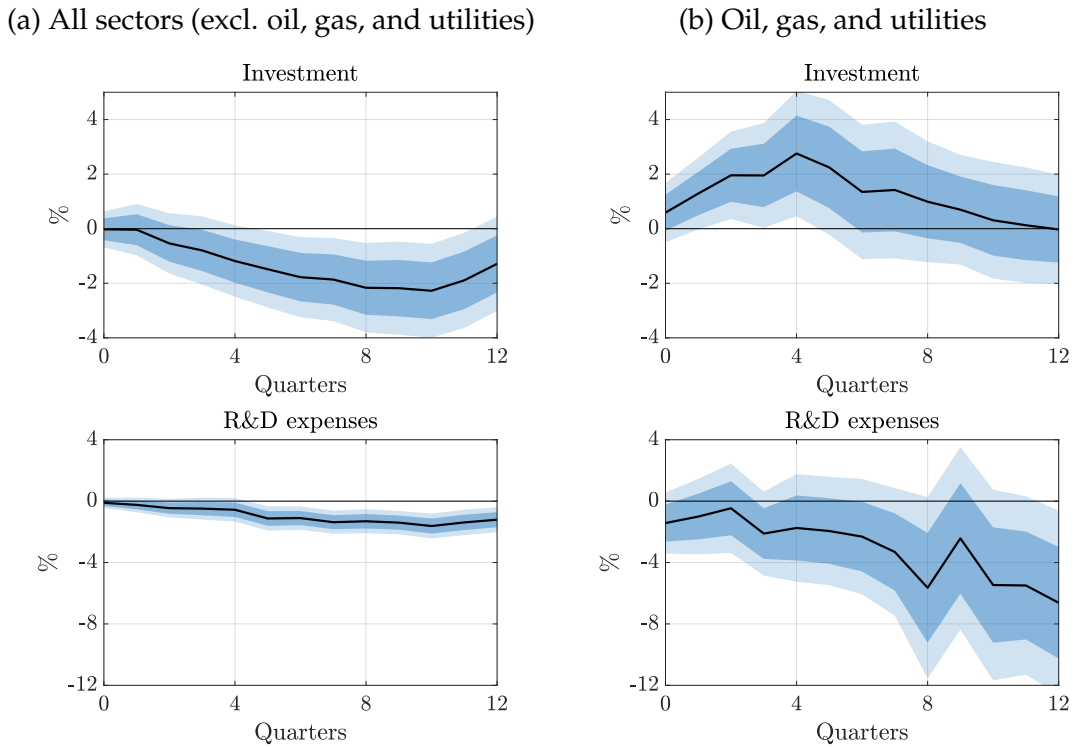 (a) All sectors (excl. oil, gas, and utilities)
Investment
4
2
0
-2
-4
%
0 4 8 12
Quarters
R&D expenses
4
0
-4
-8
-12
%
0 4 8 12
Quarters
(b) Oil, gas, and utilities
Investment
4
2
0
-2
-4
%
0 4 8 12
Quarters
R&D expenses
4
0
-4
-8
-12
%
0 4 8 12
Quarters